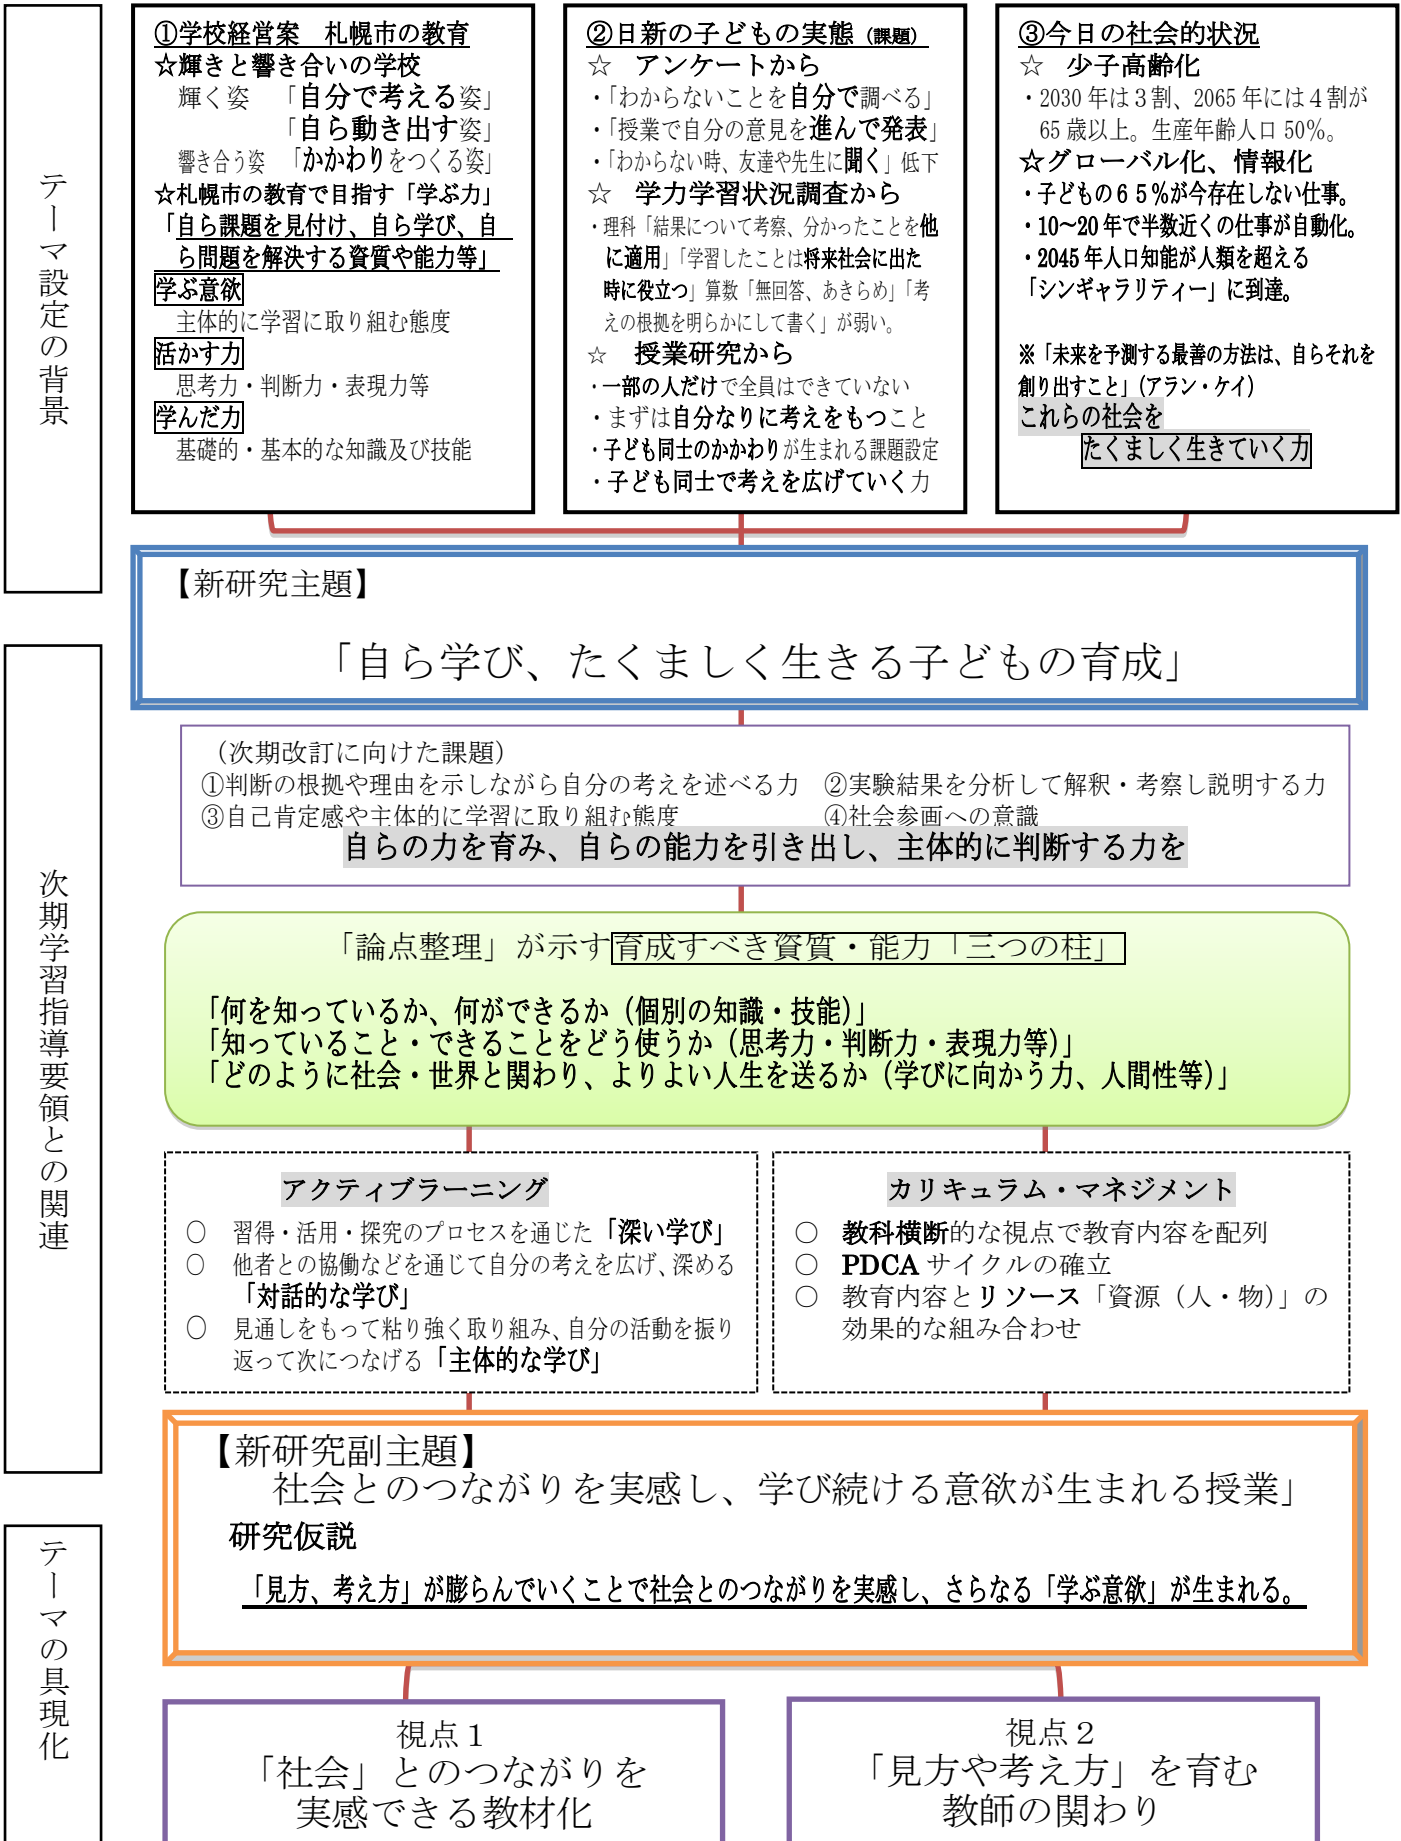 テーマ設定の背景
①学校経営案　札幌市の教育
☆輝きと響き合いの学校
輝く姿　「自分で考える姿」
「自ら動き出す姿」
響き合う姿　「かかわりをつくる姿」
☆札幌市の教育で目指す「学ぶ力」
「自ら課題を見付け、自ら学び、自
ら問題を解決する資質や能力等」
学ぶ意欲
主体的に学習に取り組む態度
活かす力
思考力・判断力・表現力等
学んだ力
基礎的・基本的な知識及び技能
②日新の子どもの実態（課題）
☆　アンケートから
・「わからないことを自分で調べる」
・「授業で自分の意見を進んで発表」
・「わからない時、友達や先生に聞く」低下
☆　学力学習状況調査から
・理科「結果について考察、分かったことを他
に適用」「学習したことは将来社会に出た
時に役立つ」算数「無回答、あきらめ」「考
えの根拠を明らかにして書く」が弱い。
☆　授業研究から
・一部の人だけで全員はできていない
・まずは自分なりに考えをもつこと
・子ども同士のかかわりが生まれる課題設定
・子ども同士で考えを広げていく力
③今日の社会的状況
☆　少子高齢化
・2030年は３割、2065年には４割が
65歳以上。生産年齢人口50％。
☆グローバル化、情報化
・子どもの６５％が今存在しない仕事。
・10～20年で半数近くの仕事が自動化。
・2045年人口知能が人類を超える
「シンギャラリティー」に到達。
※「未来を予測する最善の方法は、自らそれを
創り出すこと」（アラン・ケイ）
これらの社会を
たくましく生きていく力
【新研究主題】
「自ら学び、たくましく生きる子どもの育成」
次期学習指導要領との関連
（次期改訂に向けた課題）
①判断の根拠や理由を示しながら自分の考えを述べる力　②実験結果を分析して解釈・考察し説明する力
③自己肯定感や主体的に学習に取り組む態度　④社会参画への意識
自らの力を育み、自らの能力を引き出し、主体的に判断する力を
「論点整理」が示す育成すべき資質・能力「三つの柱」
「何を知っているか、何ができるか（個別の知識・技能）」
「知っていること・できることをどう使うか（思考力・判断力・表現力等）」
「どのように社会・世界と関わり、よりよい人生を送るか（学びに向かう力、人間性等）」
アクティブラーニング
○　習得・活用・探究のプロセスを通じた「深い学び」
○　他者との協働などを通じて自分の考えを広げ、深める
「対話的な学び」
○　見通しをもって粘り強く取り組み、自分の活動を振り
返って次につなげる「主体的な学び」
カリキュラム・マネジメント
○　教科横断的な視点で教育内容を配列
○　PDCAサイクルの確立
○　教育内容とリソース「資源（人・物）」の
効果的な組み合わせ
【新研究副主題】
社会とのつながりを実感し、学び続ける意欲が生まれる授業」
研究仮説
「見方、考え方」が膨らんでいくことで社会とのつながりを実感し、さらなる「学ぶ意欲」が生まれる。
テーマの具現化
視点１
「社会」とのつながりを
実感できる教材化
視点２
「見方や考え方」を育む
教師の関わり